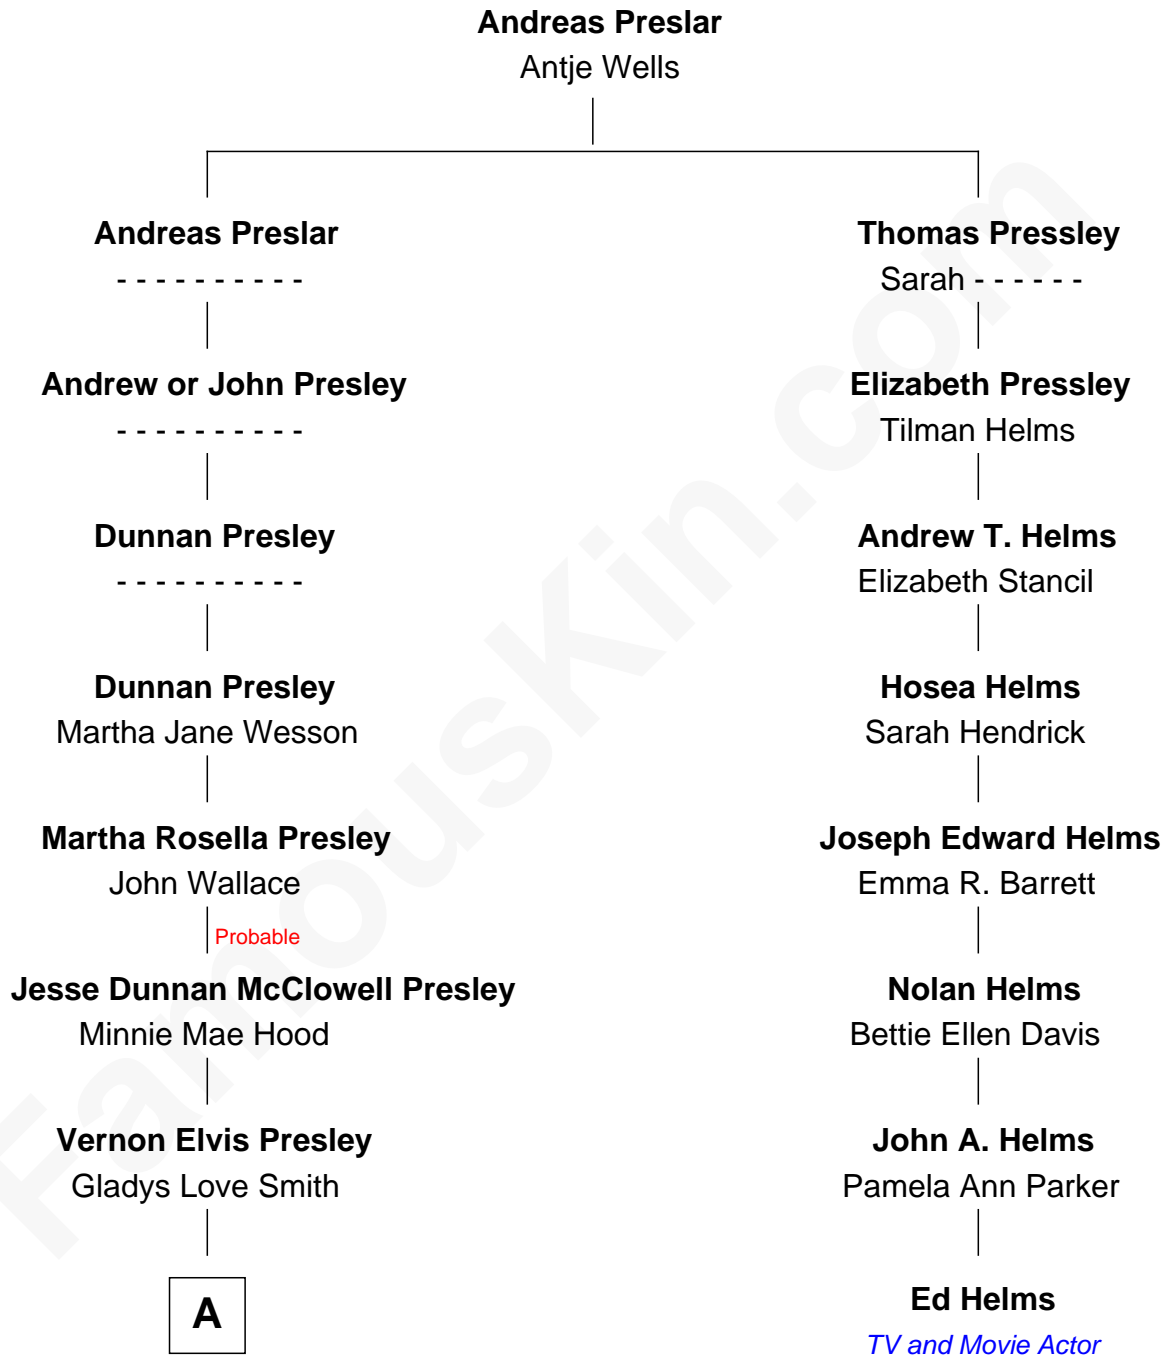 Andreas Preslar
Antje Wells
Andreas Preslar
- - - - - - - - - -
Andrew or John Presley
- - - - - - - - - -
Dunnan Presley
- - - - - - - - - -
Dunnan Presley
Martha Jane Wesson
Martha Rosella Presley
John Wallace
Probable
Jesse Dunnan McClowell Presley
Minnie Mae Hood
Vernon Elvis Presley
Gladys Love Smith
A
Thomas Pressley
Sarah - - - - - -
Elizabeth Pressley
Tilman Helms
Andrew T. Helms
Elizabeth Stancil
Hosea Helms
Sarah Hendrick
Joseph Edward Helms
Emma R. Barrett
Nolan Helms
Bettie Ellen Davis
John A. Helms
Pamela Ann Parker
Ed Helms
TV and Movie Actor
FamousKin.com